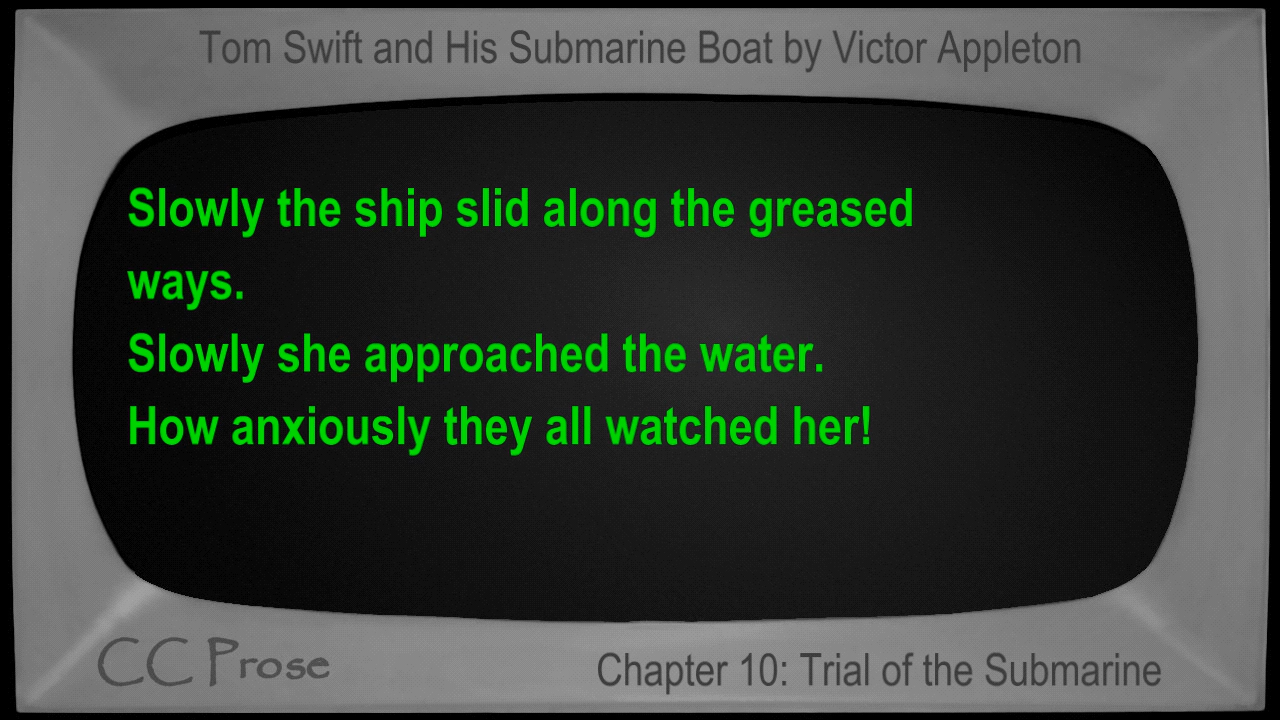 Tom Swift and His Submarine Boat by Victor Appleton
Slowly the ship slid along the greased
ways.
Slowly she approached the water.
How anxiously they all watched her!
CC Prose
Chapter 10: Trial of the Submarine